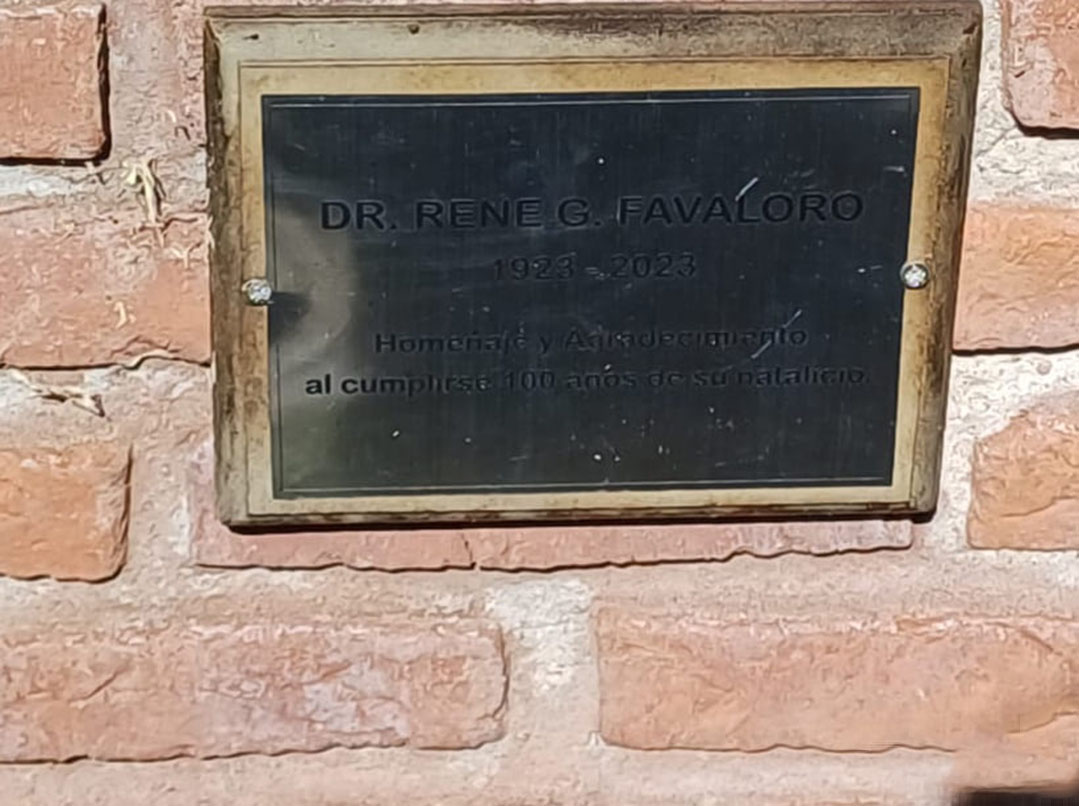 DR. RENE G. FAVALORO
1923 - 2023
Homenaje y Agradecimiento
al cumplirse 100 años de su natalicio.